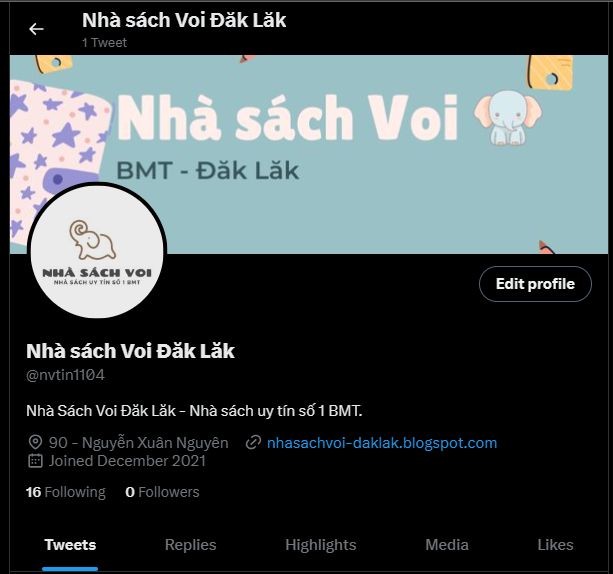 Nhà sách Voi Đăk Lăk
1 Tweet
Nhà sách Voi
BMT - Đăk Lăk
NHÀ SÁCH VOI
NHÀ SÁCH UY TÍN SỐ 1 BMT
Edit profile
Nhà sách Voi Đăk Lăk
@nvtin1104
Nhà Sách Voi Đăk Lăk - Nhà sách uy tín số 1 BMT.
90 - Nguyễn Xuân Nguyên nhasachvoi-daklak.blogspot.com
Joined December 2021
16 Following 0 Followers
Tweets Replies Highlights Media Likes